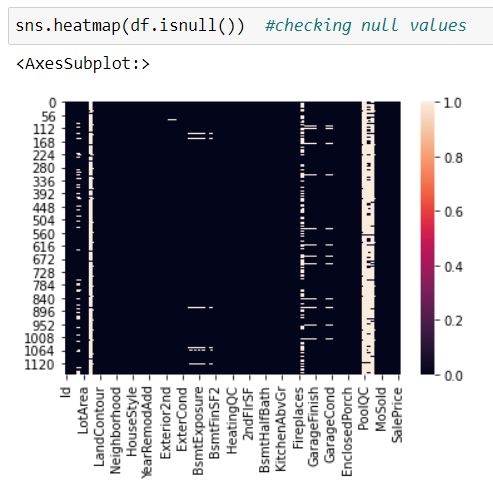 sns.heatmap(df.isnull())  #checking null values
<AxesSubplot:>
0
56
112
168
224
280
336
392
448
504
560
616
672
728
784
840
896
952
1008
1064
1120
1.0
0.8
0.6
0.4
0.2
0.0
Id
LotArea
LandContour
Neighborhood
HouseStyle
YearRemodAdd
Exterior2nd
ExterCond
BsmtExposure
BsmtFinSF2
HeatingQC
2ndFlrSF
BsmtHalfBath
KitchenAbvGr
Fireplaces
GarageFinish
GarageCond
EnclosedPorch
PoolQC
MoSold
SalePrice